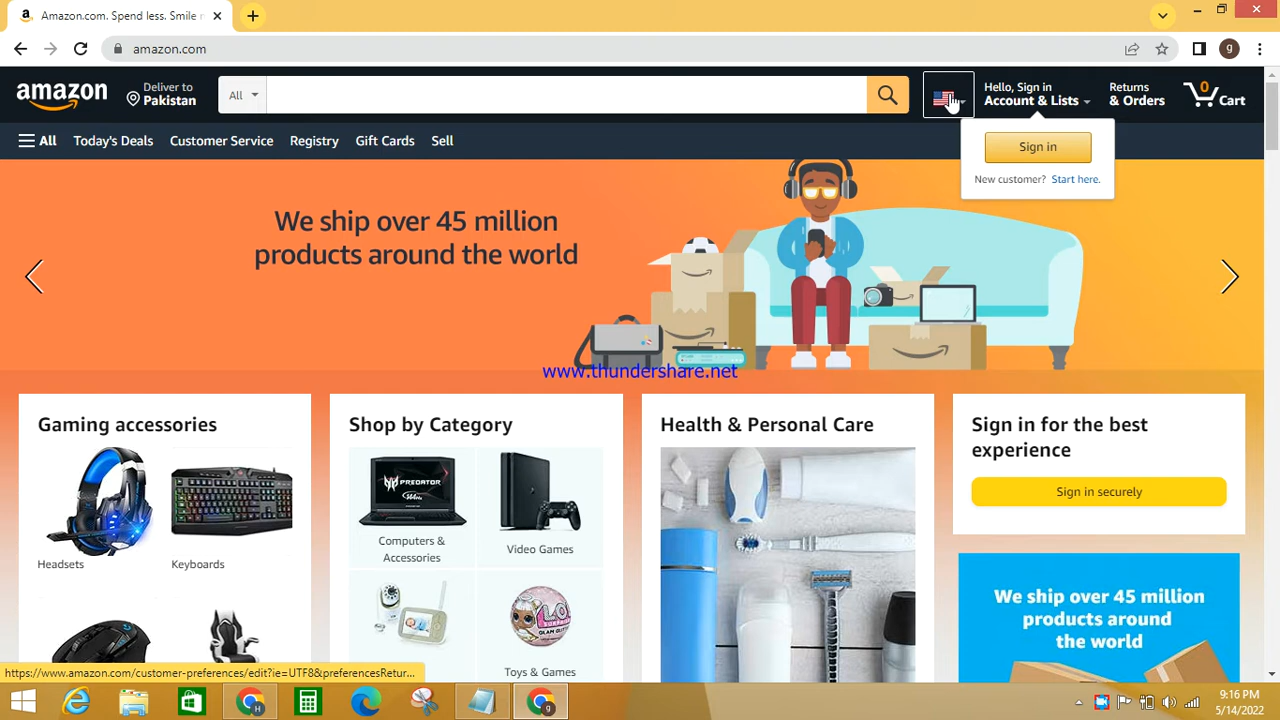 Amazon.com. Spend less. Smile
amazon.com
g
amazon
Deliver to
Pakistan
All
Hello, Sign in
Account & Lists
Returns
& Orders
0
Cart
All
Today's Deals
Customer Service
Registry
Gift Cards
Sell
Sign in
New customer? Start here.
We ship over 45 million
products around the world
www.thundershare.net
Gaming accessories
Headsets
Keyboards
Shop by Category
PREDATOR
Computers &
Accessories
Video Games
Toys & Games
Health & Personal Care
Sign in for the best
experience
Sign in securely
We ship over 45 million
products around
the world
https://www.amazon.com/customer-preferences/edit?ie=UTF8&preferencesRetur...
H
g
9:16 PM
5/14/2022